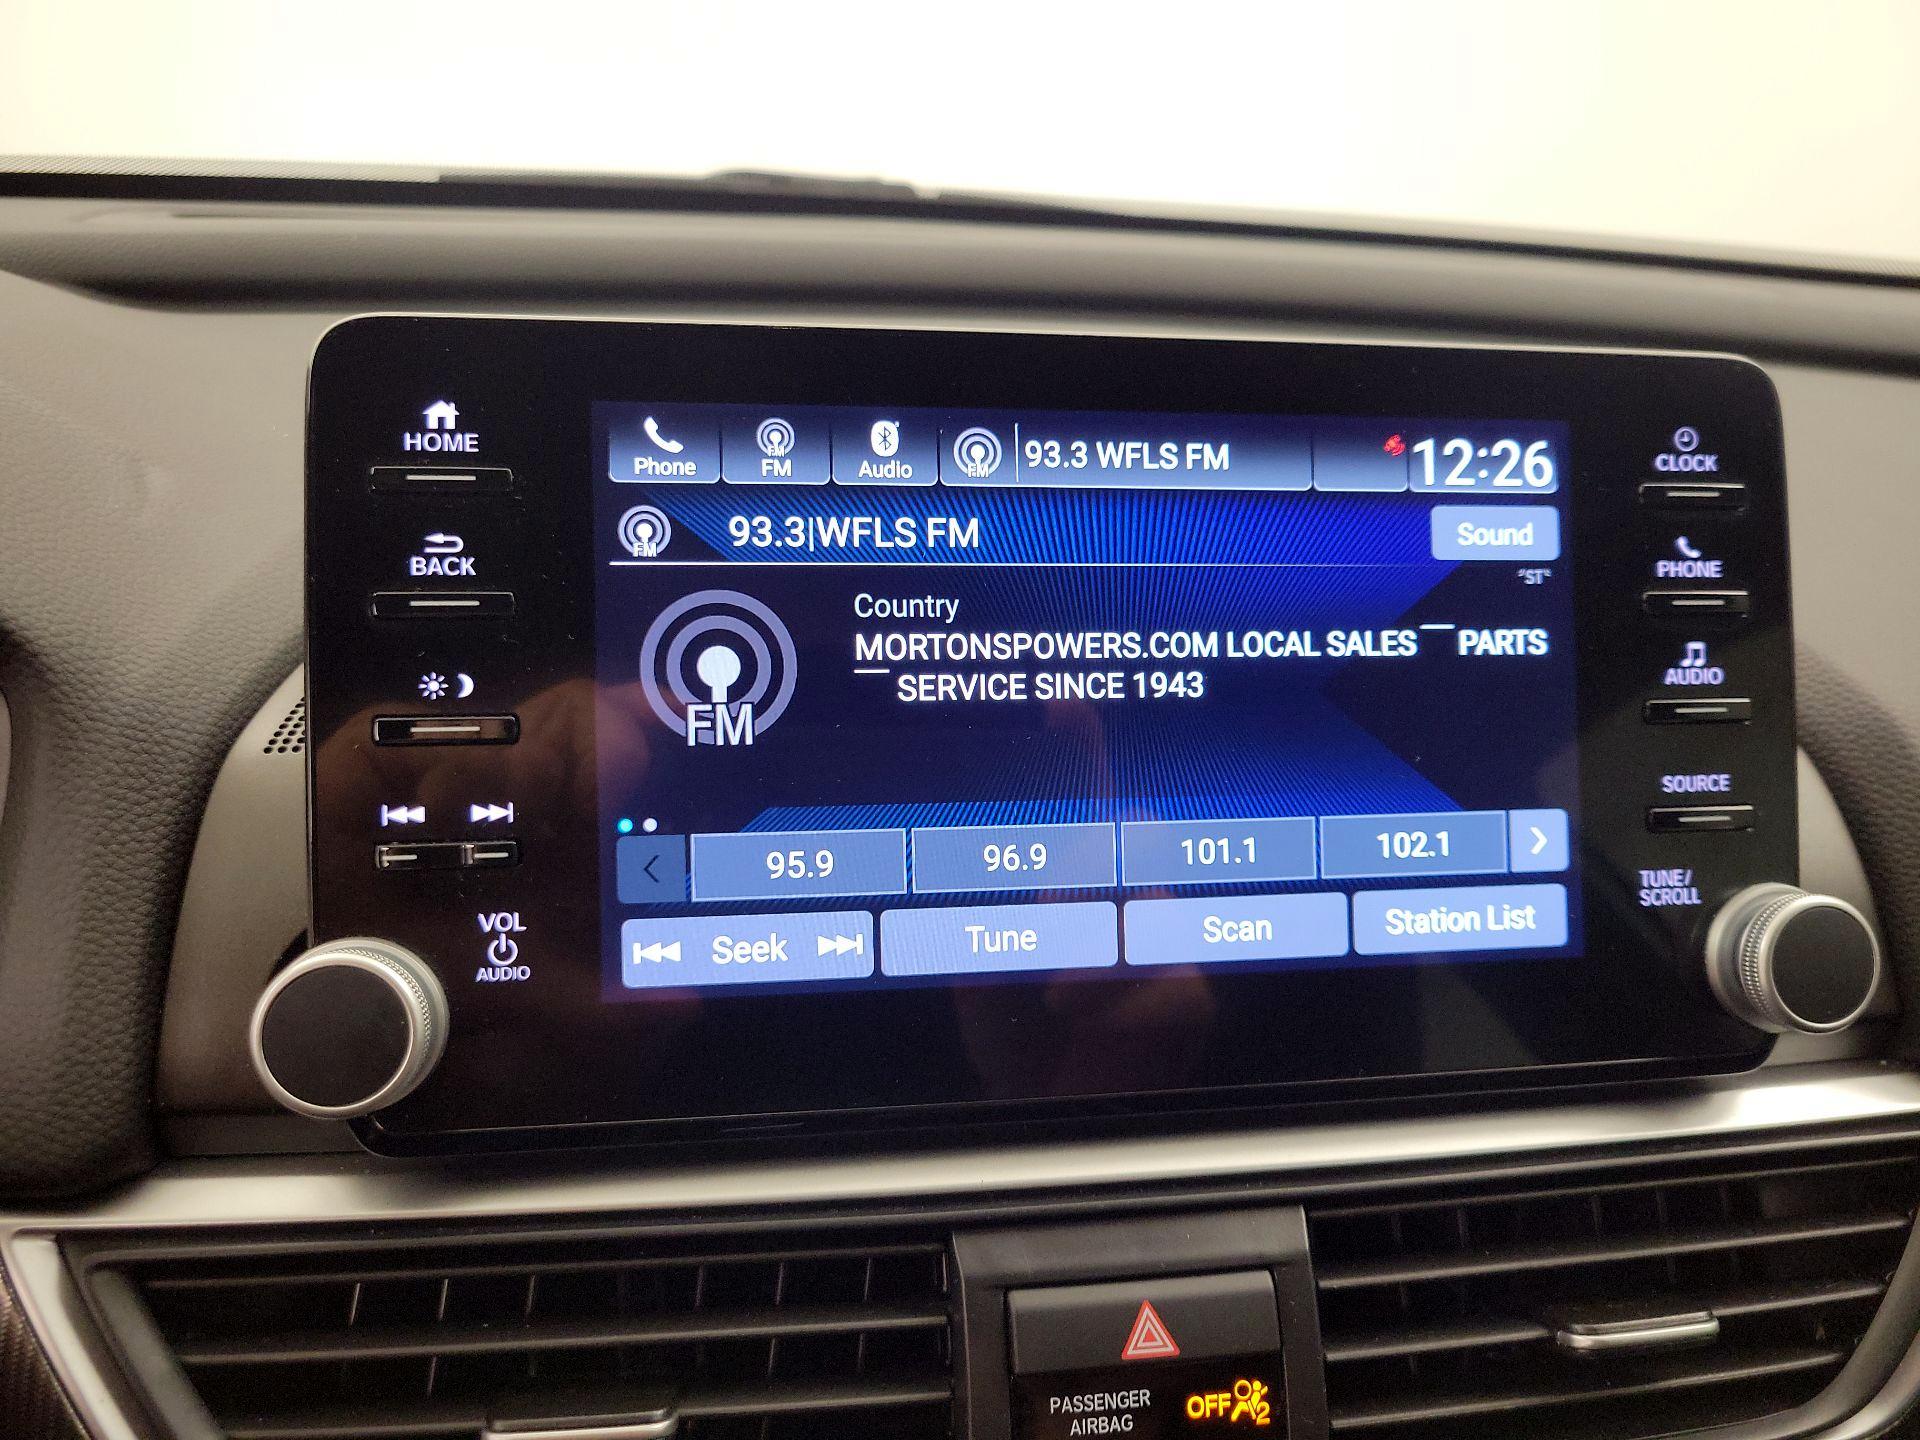 HOME
BACK
VOL
AUDIO
Phone
FM
Audio
FM
93.3 WFLS FM
12:26
FM
93.3|WFLS FM
Sound
"ST"
FM
Country
MORTONSPOWERS.COM LOCAL SALES ¯ PARTS
¯ SERVICE SINCE 1943
95.9
96.9
101.1
102.1
Seek
Tune
Scan
Station List
CLOCK
PHONE
AUDIO
SOURCE
TUNE/
SCROLL
PASSENGER
AIRBAG
OFF
2